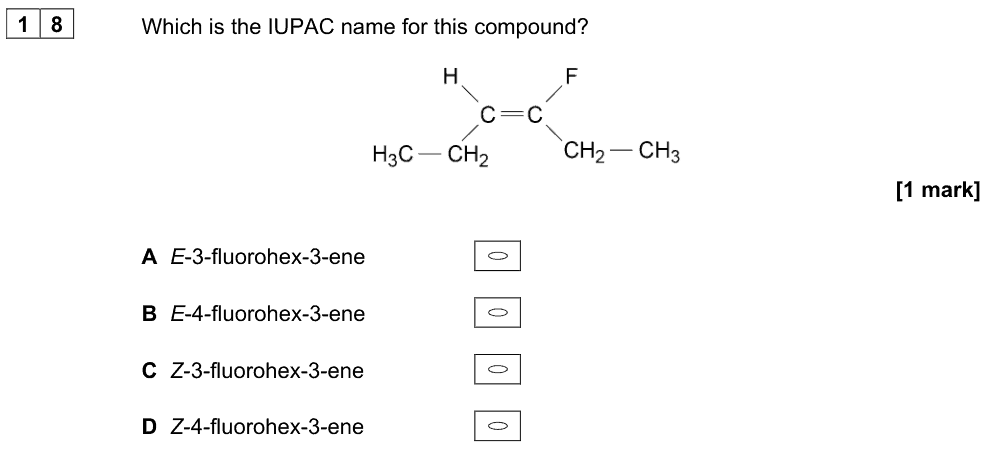 1 8 Which is the IUPAC name for this compound?
H F
C=C
H₃C — CH₂ CH₂ — CH₃
[1 mark]
A E-3-fluorohex-3-ene
B E-4-fluorohex-3-ene
C Z-3-fluorohex-3-ene
D Z-4-fluorohex-3-ene